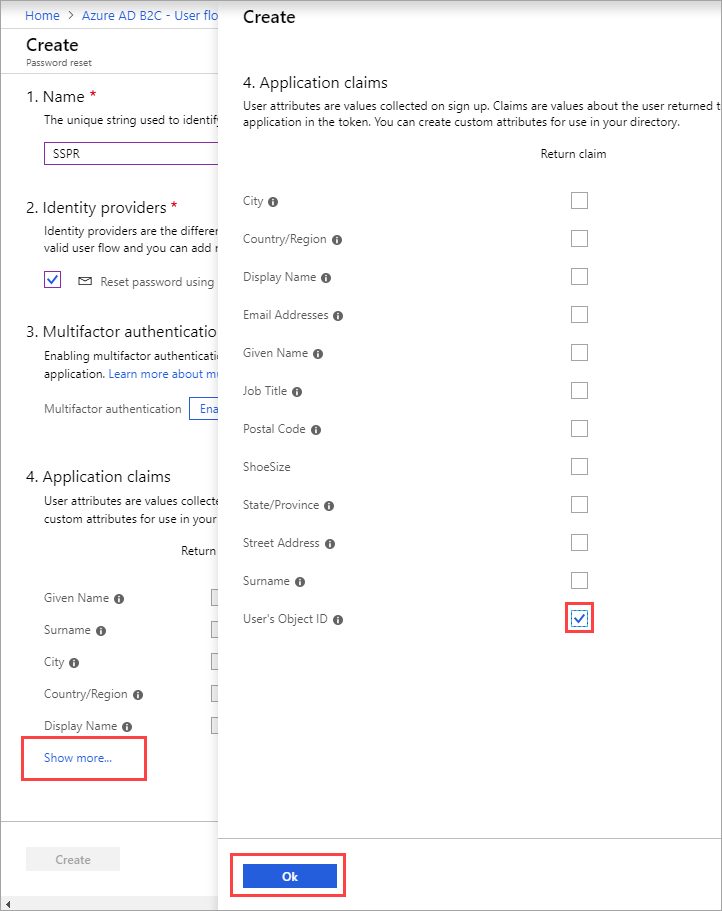 Home > Azure AD B2C - User flo
Create
Password reset
1. Name *
The unique string used to identify
SSPR
2. Identity providers *
Identity providers are the differen
valid user flow and you can add m
Reset password using
3. Multifactor authentication
Enabling multifactor authenticatio
application. Learn more about mu
Multifactor authentication Ena
4. Application claims
User attributes are values collecte
custom attributes for use in your
Return
Given Name
Surname
City
Country/Region
Display Name
Show more...
Create
Create
4. Application claims
User attributes are values collected on sign up. Claims are values about the user returned t
application in the token. You can create custom attributes for use in your directory.
Return claim
City
Country/Region
Display Name
Email Addresses
Given Name
Job Title
Postal Code
ShoeSize
State/Province
Street Address
Surname
User's Object ID
Ok